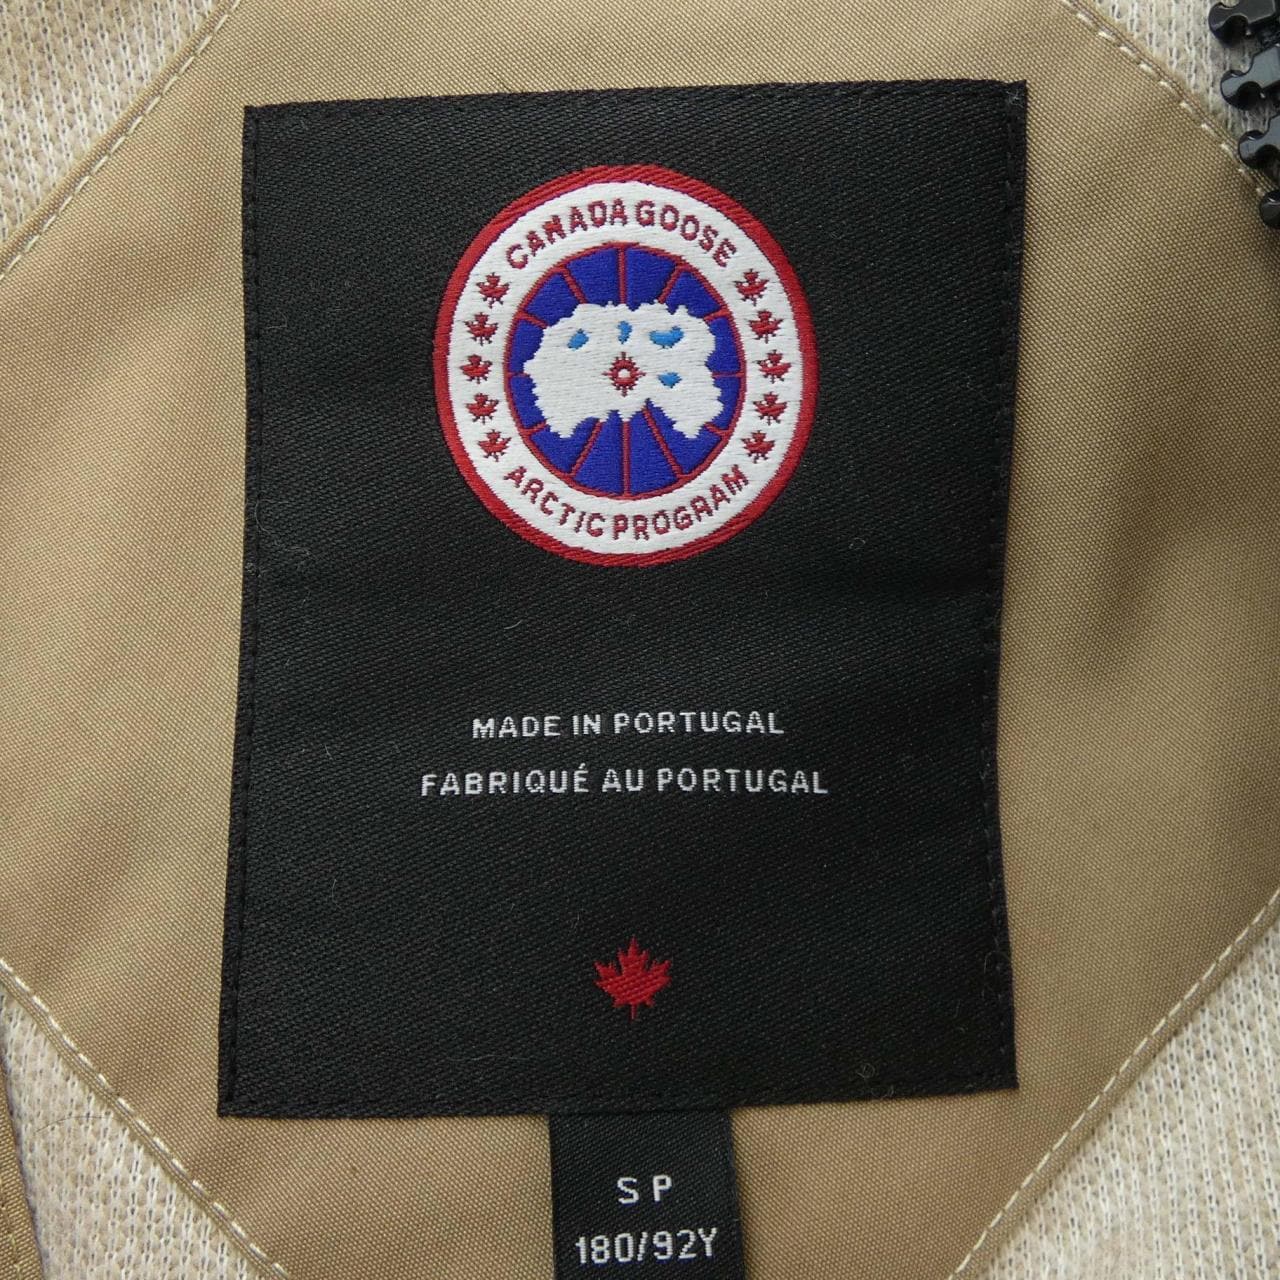 CANADA GOOSE
ARCTIC PROGRAM
MADE IN PORTUGAL
FABRIQUÉ AU PORTUGAL
S P
180/92Y